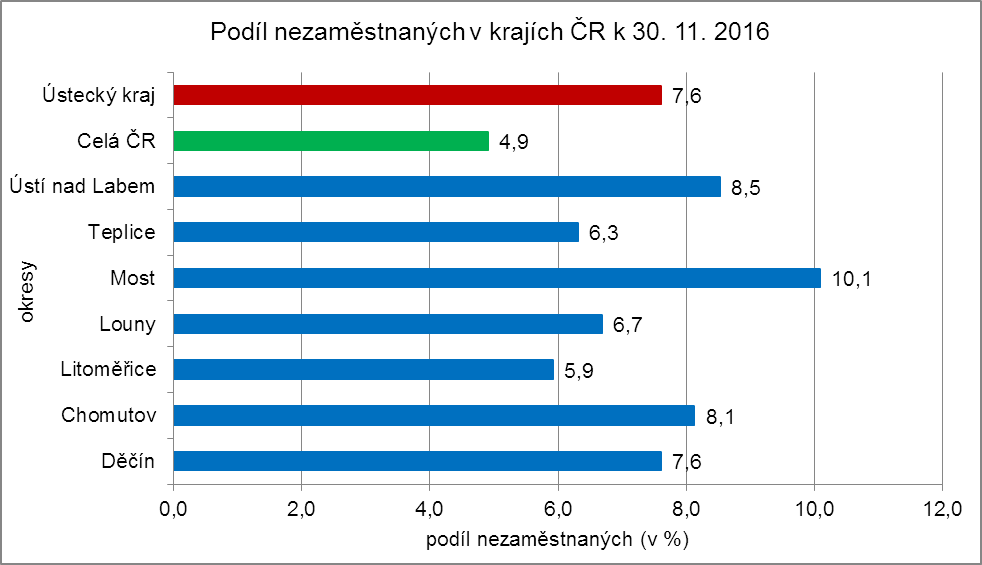 Podíl nezaměstnaných v krajích ČR k 30. 11. 2016
Ústecký kraj 7,6
Celá ČR 4,9
Ústí nad Labem 8,5
Teplice 6,3
Most 10,1
Louny 6,7
Litoměřice 5,9
Chomutov 8,1
Děčín 7,6
okresy
0,0 2,0 4,0 6,0 8,0 10,0 12,0
podíl nezaměstnaných (v %)